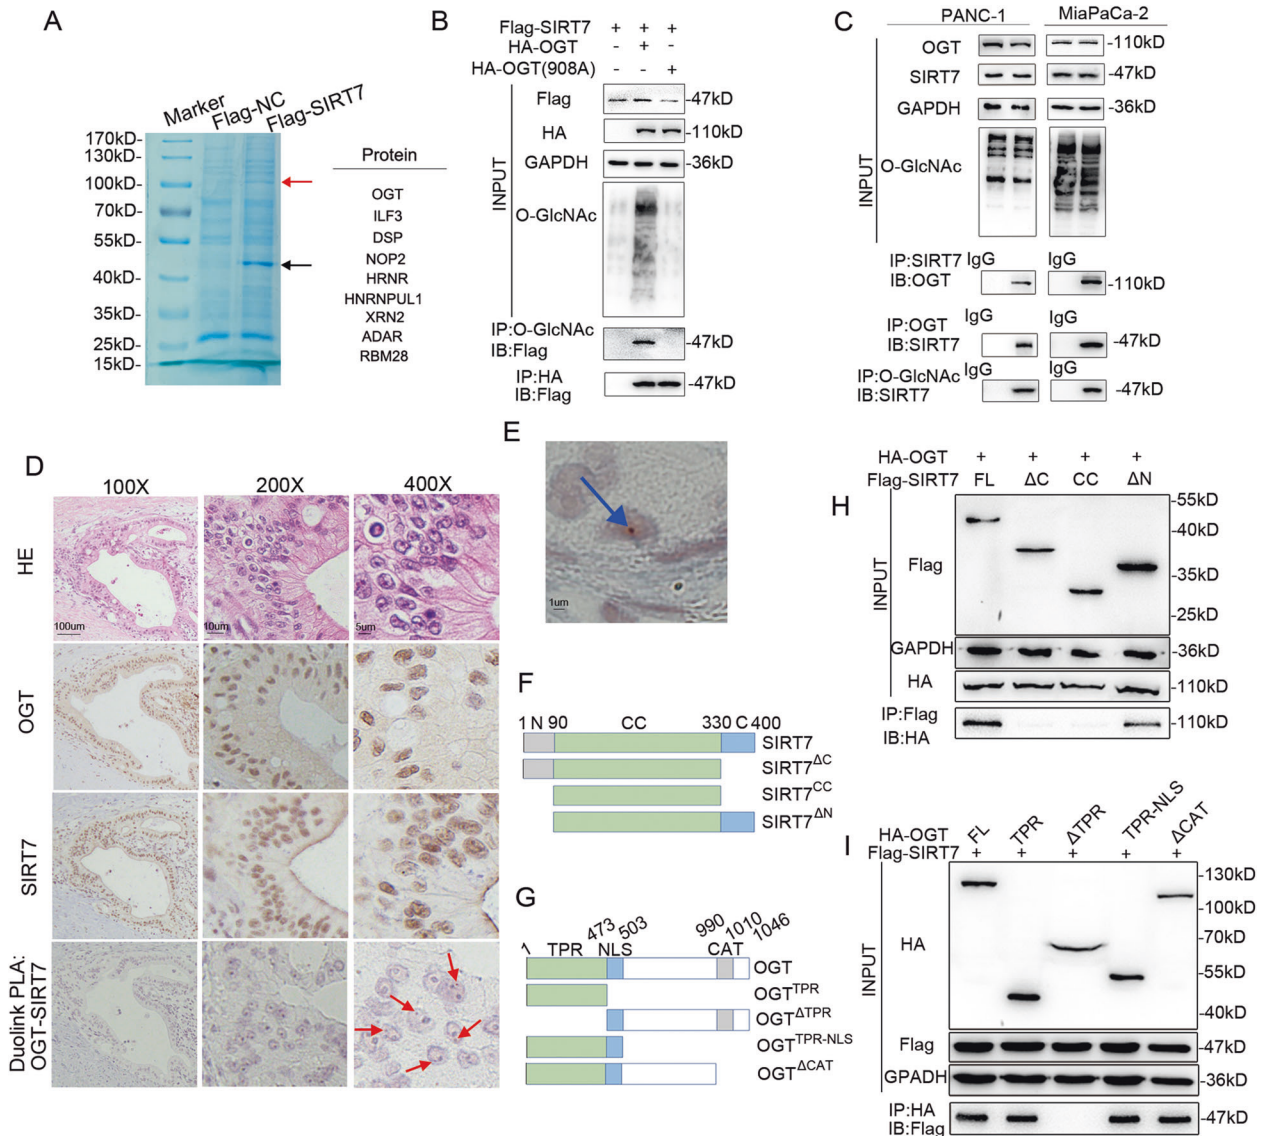 A
Marker
Flag-NC
Flag-SIRT7
170kD-
130kD-
100kD-
70kD-
55kD-
40kD-
35kD-
25kD-
15kD-
Protein
OGT
ILF3
DSP
NOP2
HRNR
HNRNPUL1
XRN2
ADAR
RBM28
B
Flag-SIRT7 + + +
HA-OGT - + -
HA-OGT(908A) - - +
INPUT
Flag -47kD
HA -110kD
GAPDH -36kD
O-GlcNAc
IP:O-GlcNAc
IB:Flag -47kD
IP:HA
IB:Flag -47kD
C
PANC-1 MiaPaCa-2
INPUT
OGT -110kD
SIRT7 -47kD
GAPDH -36kD
O-GlcNAc
IP:SIRT7 IgG IgG
IB:OGT -110kD
IgG IgG
IP:OGT
IB:SIRT7 -47kD
IP:O-GlcNAc IgG IgG
IB:SIRT7 -47kD
D
100X 200X 400X
HE
100um 10um 5um
OGT
SIRT7
Duolink PLA:
OGT-SIRT7
E
1um
F
1 N 90 CC 330 C 400
SIRT7
SIRT7ΔC
SIRT7CC
SIRT7ΔN
G
1 TPR 473 NLS 503 990 CAT 1010 1046
OGT
OGTTPR
OGTΔTPR
OGTTPR-NLS
OGTΔCAT
H
HA-OGT + + + +
Flag-SIRT7 FL ΔC CC ΔN
INPUT
Flag
-55kD
-40kD
-35kD
-25kD
GAPDH -36kD
HA -110kD
IP:Flag
IB:HA -110kD
I
HA-OGT FL TPR ΔTPR TPR-NLS ΔCAT
Flag-SIRT7 + + + + +
INPUT
HA
-130kD
-100kD
-70kD
-55kD
-40kD
Flag -47kD
GPADH -36kD
IP:HA
IB:Flag -47kD